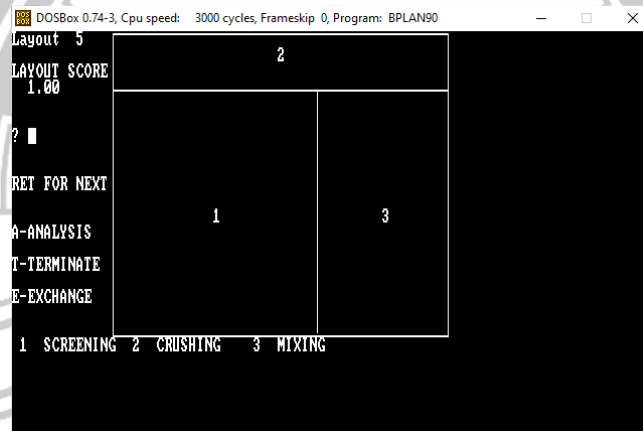 DOSBox 0.74-3, Cpu speed: 3000 cycles, Frameskip 0, Program: BPLAN90
Layout 5
LAYOUT SCORE
1.00
?
RET FOR NEXT
A-ANALYSIS
T-TERMINATE
E-EXCHANGE
2
1
3
1 SCREENING 2 CRUSHING 3 MIXING